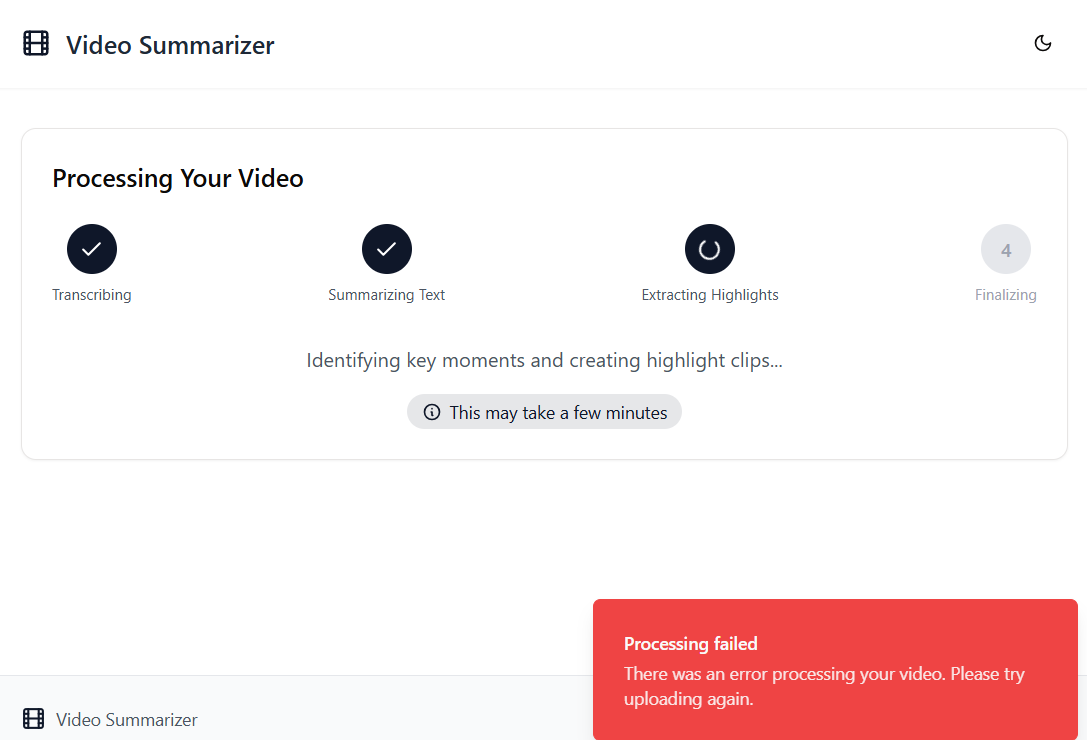 Video Summarizer
Processing Your Video
Transcribing
Summarizing Text
Extracting Highlights
4
Finalizing
Identifying key moments and creating highlight clips...
This may take a few minutes
Processing failed
There was an error processing your video. Please try
uploading again.
Video Summarizer